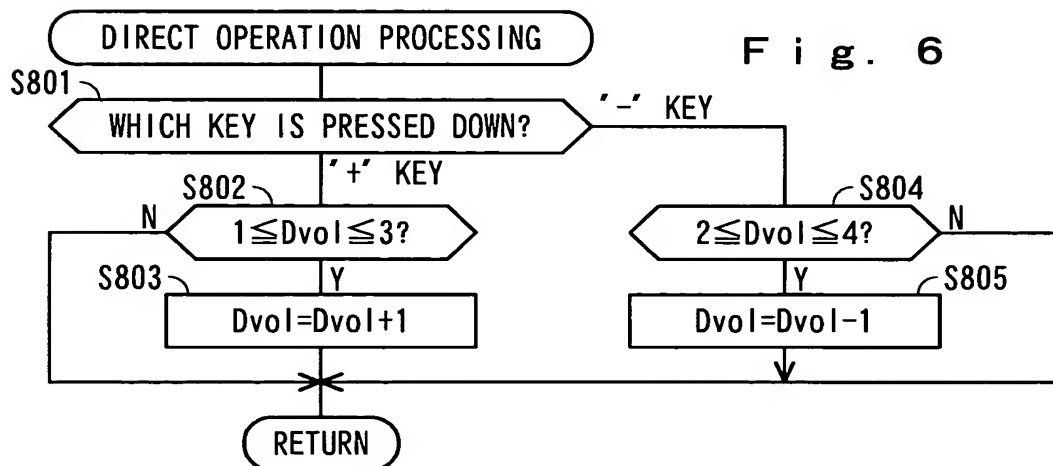 DIRECT OPERATION PROCESSING
Fig. 6
S801
WHICH KEY IS PRESSED DOWN?
'-' KEY
'+' KEY
S802
N
1≦Dvol≦3?
Y
S803
Dvol=Dvol+1
S804
2≦Dvol≦4?
N
Y
S805
Dvol=Dvol-1
RETURN